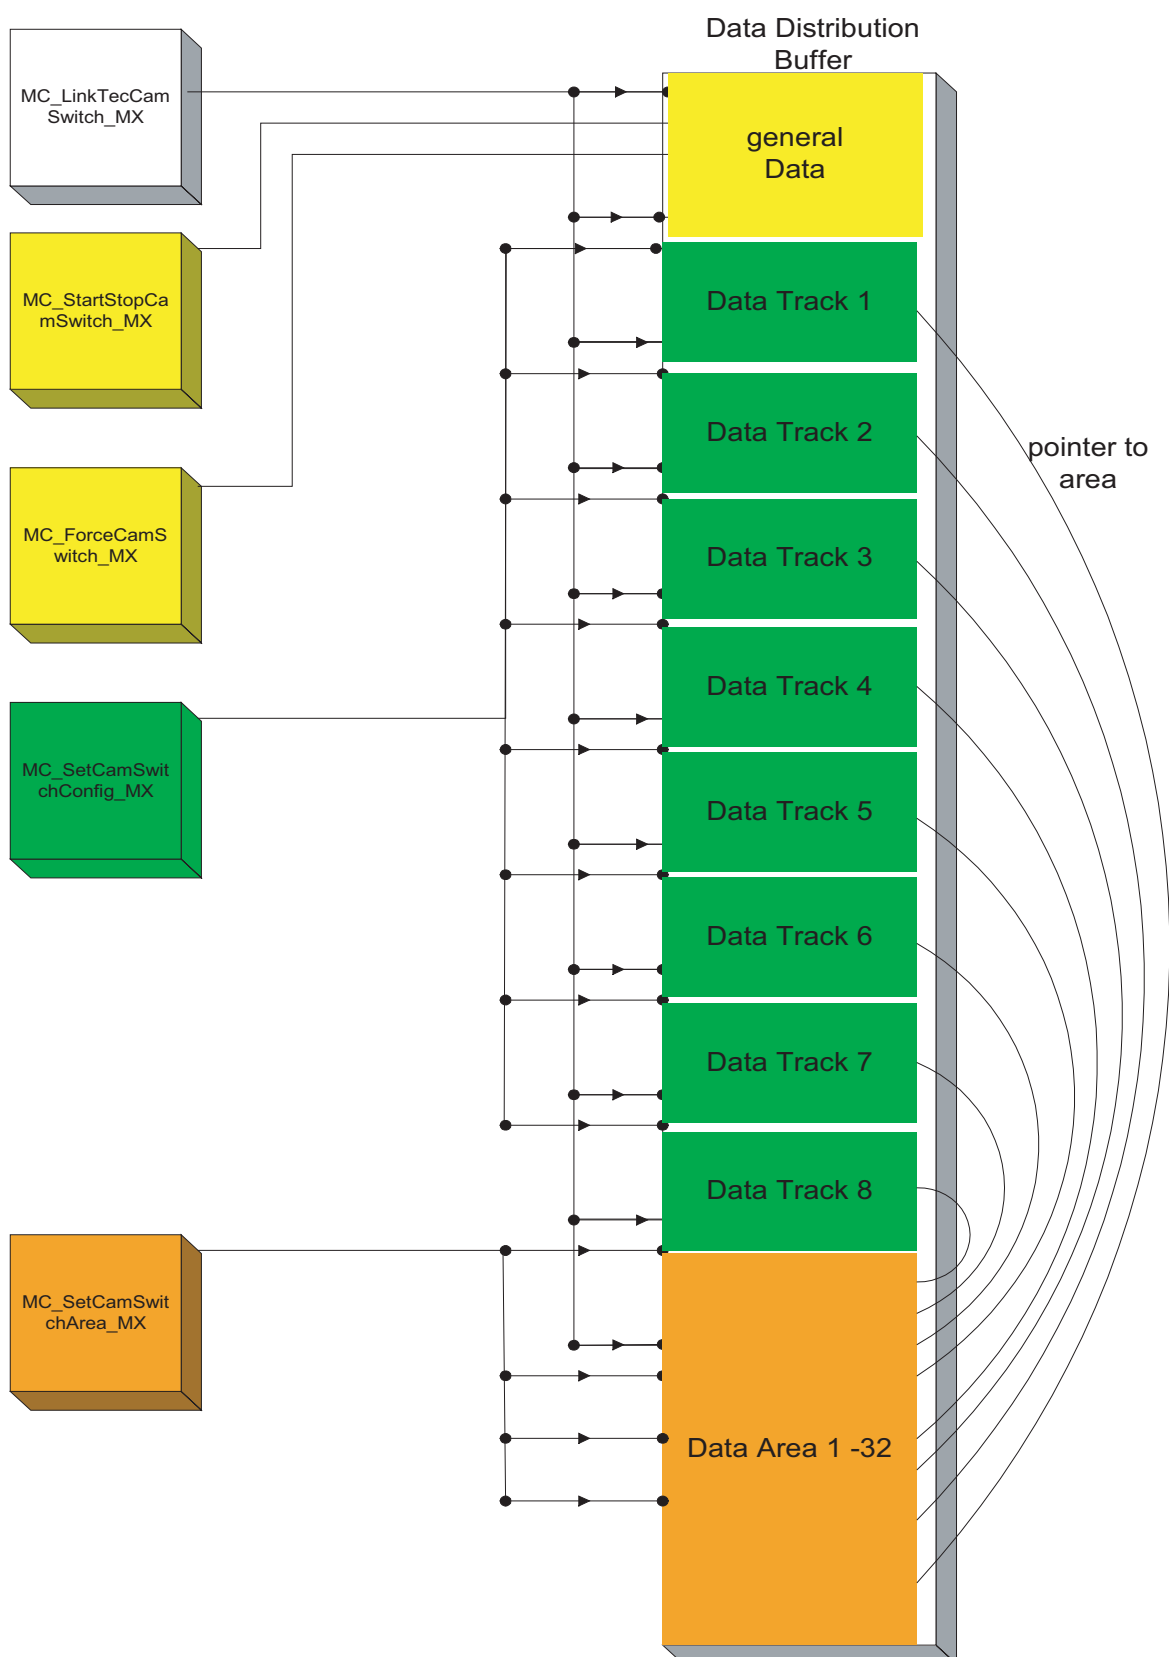 Data Distribution
Buffer
MC_LinkTecCam
Switch_MX
general
Data
MC_StartStopCa
mSwitch_MX
Data Track 1
Data Track 2
pointer to
area
MC_ForceCamS
witch_MX
Data Track 3
Data Track 4
MC_SetCamSwit
chConfig_MX
Data Track 5
Data Track 6
Data Track 7
Data Track 8
MC_SetCamSwit
chArea_MX
Data Area 1 -32